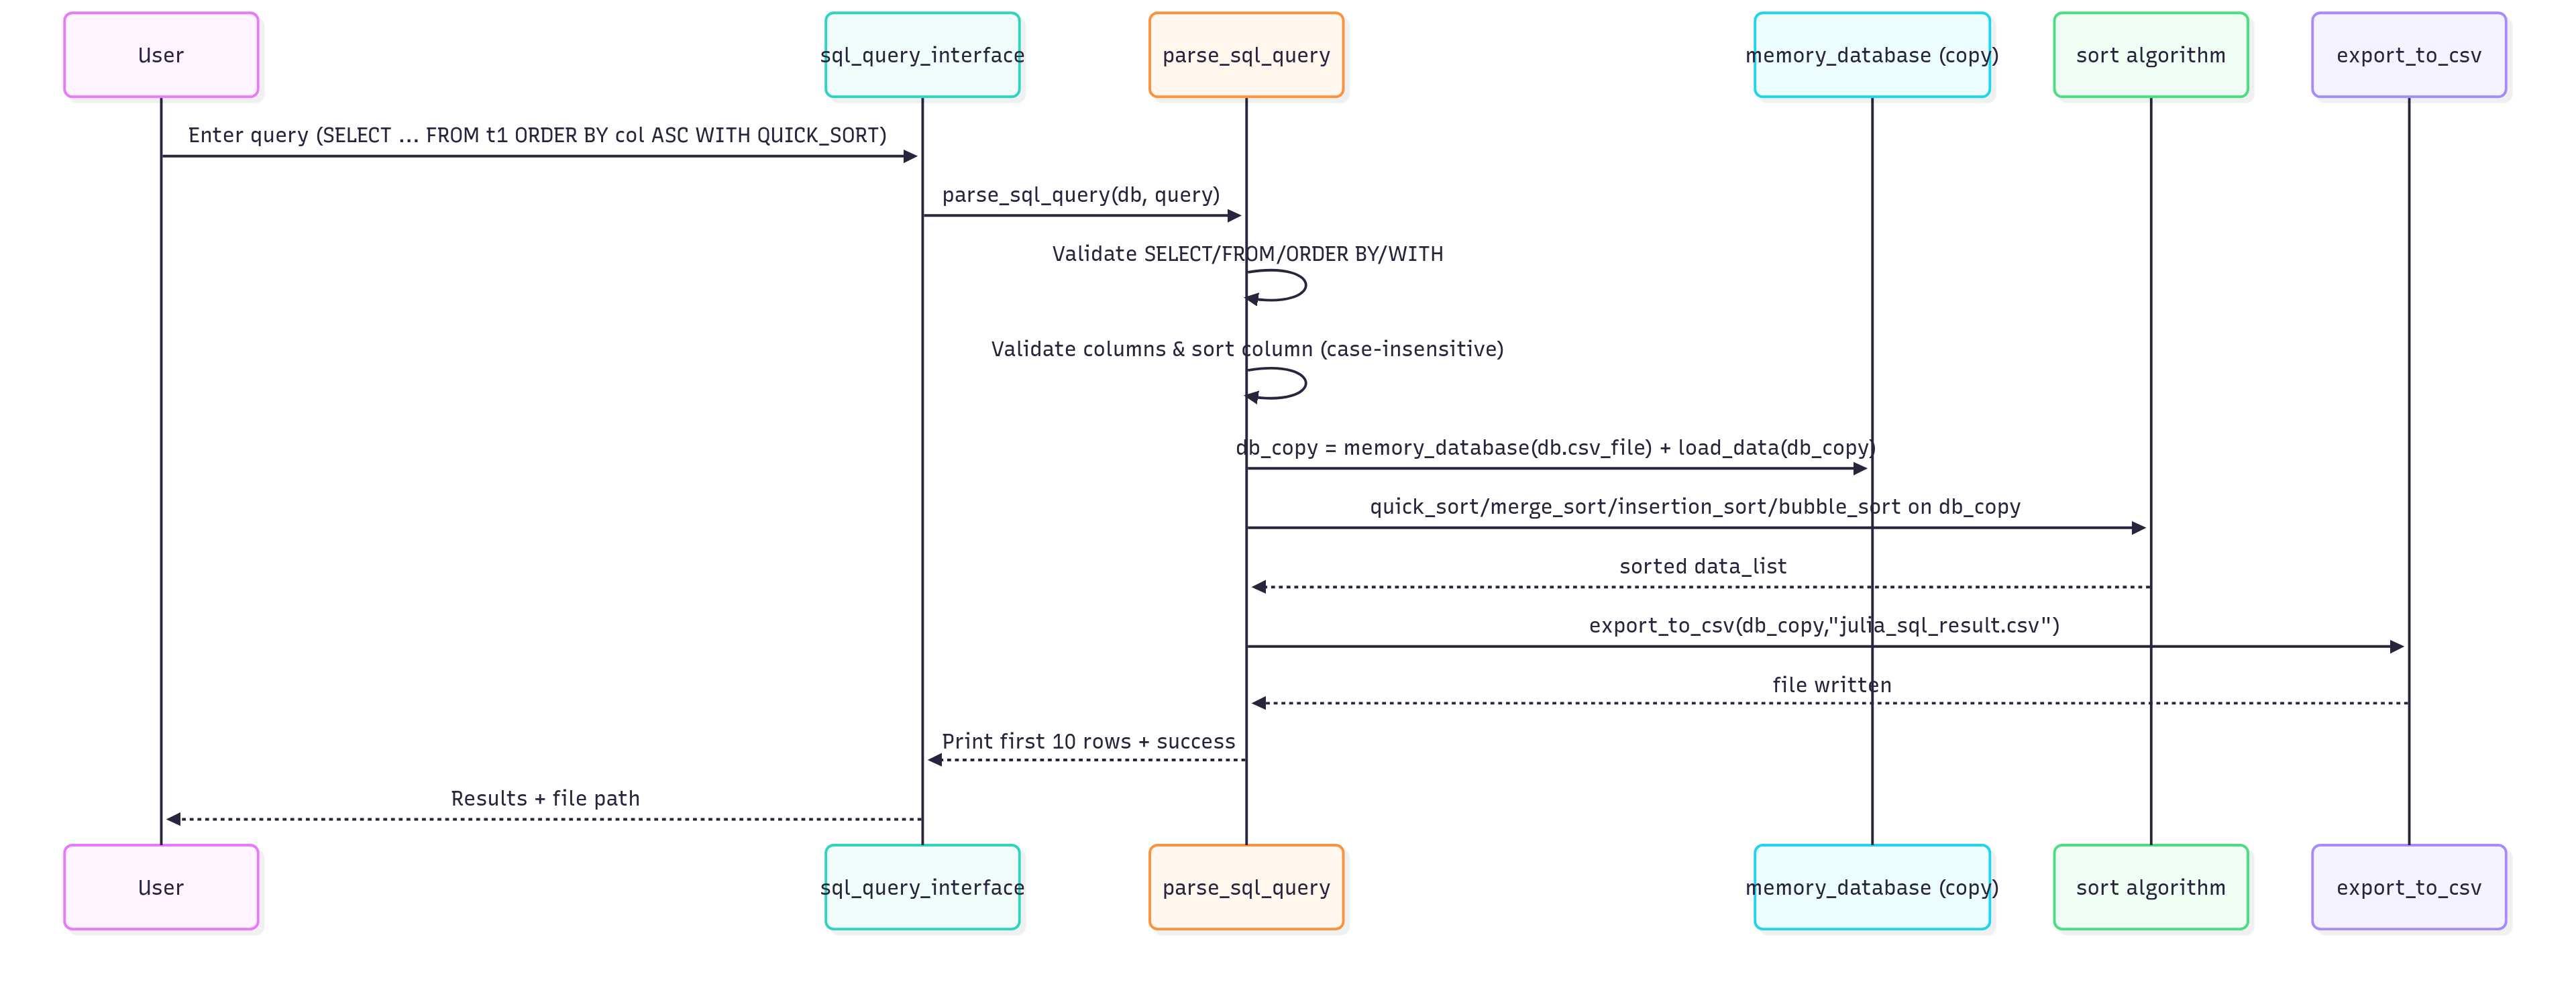 User
sql_query_interface
parse_sql_query
memory_database (copy)
sort algorithm
export_to_csv
Enter query (SELECT ... FROM t1 ORDER BY col ASC WITH QUICK_SORT)
parse_sql_query(db, query)
Validate SELECT/FROM/ORDER BY/WITH
Validate columns & sort column (case-insensitive)
db_copy = memory_database(db.csv_file) + load_data(db_copy)
quick_sort/merge_sort/insertion_sort/bubble_sort on db_copy
sorted data_list
export_to_csv(db_copy,"julia_sql_result.csv")
file written
Print first 10 rows + success
Results + file path
User
sql_query_interface
parse_sql_query
memory_database (copy)
sort algorithm
export_to_csv